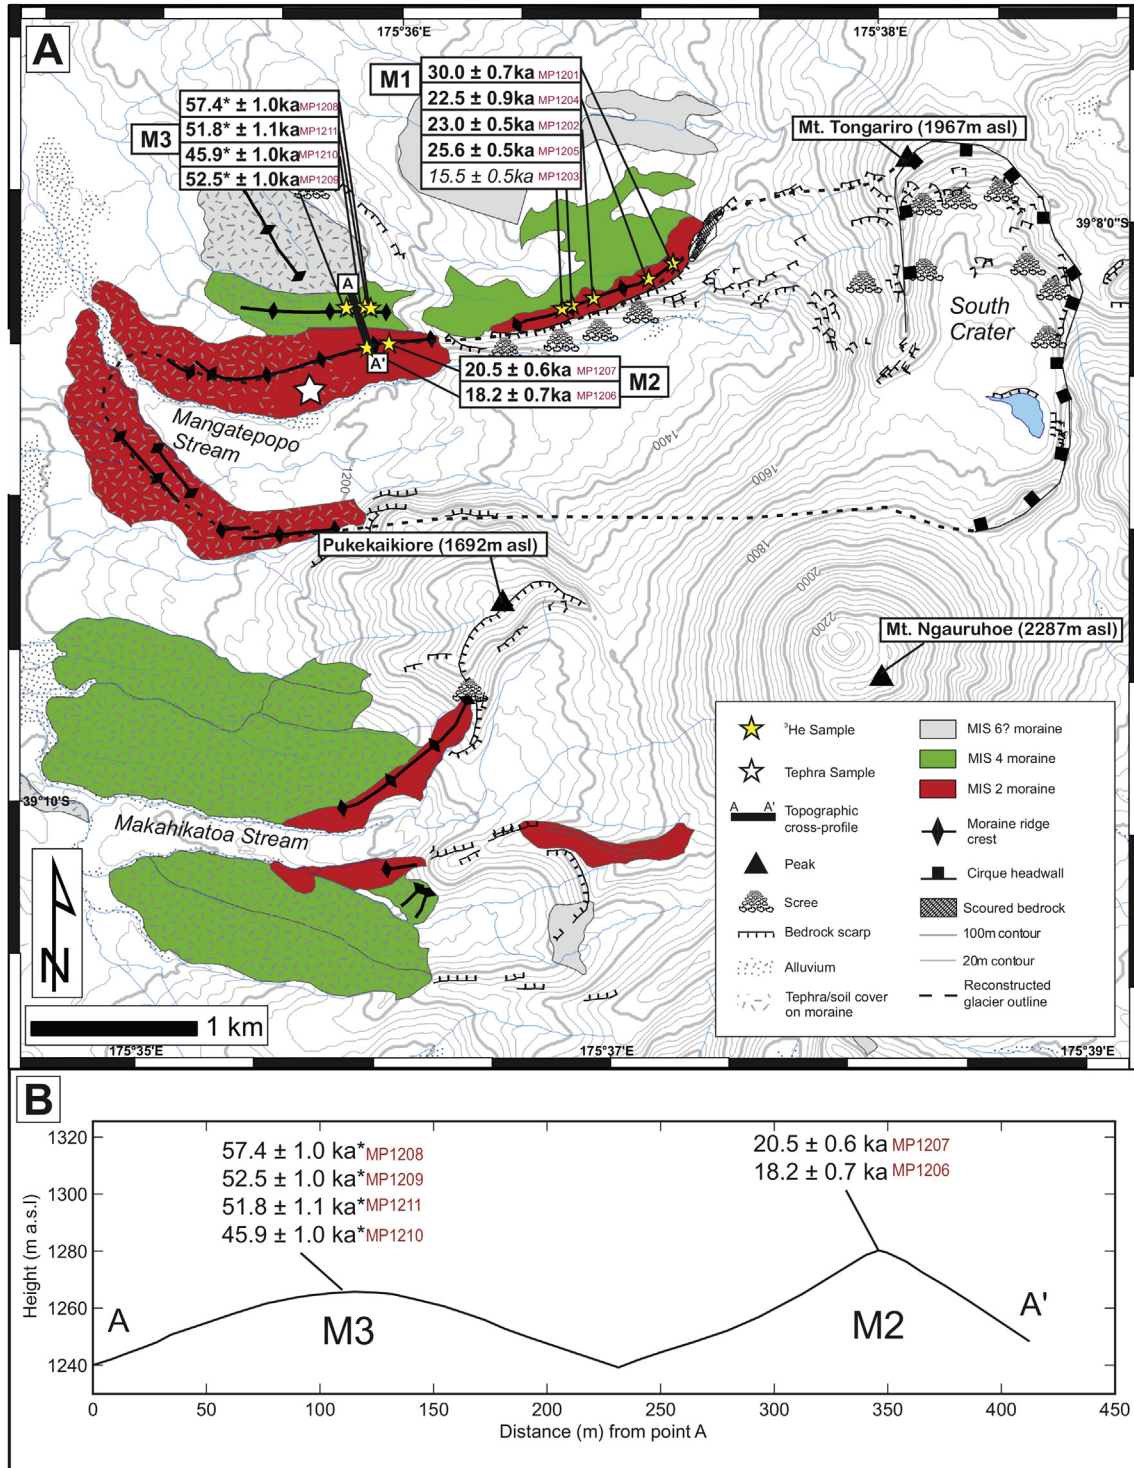 A
175°36'E
175°38'E
M1
30.0 ± 0.7ka MP1201
22.5 ± 0.9ka MP1204
23.0 ± 0.5ka MP1202
25.6 ± 0.5ka MP1205
15.5 ± 0.5ka MP1203
M3
57.4* ± 1.0ka MP1208
51.8* ± 1.1ka MP1211
45.9* ± 1.0ka MP1210
52.5* ± 1.0ka MP1209
Mt. Tongariro (1967m asl)
39°8'0"S
A
A'
South
Crater
20.5 ± 0.6ka MP1207
18.2 ± 0.7ka MP1206
M2
Mangatepopo
Stream
1200
1400
1600
1800
2000
2200
Pukekaikiore (1692m asl)
Mt. Ngauruhoe (2287m asl)
39°10'S
Makahikatoa Stream
³He Sample
Tephra Sample
A A'
Topographic
cross-profile
Peak
Scree
Bedrock scarp
Alluvium
Tephra/soil cover
on moraine
MIS 6? moraine
MIS 4 moraine
MIS 2 moraine
Moraine ridge
crest
Cirque headwall
Scoured bedrock
100m contour
20m contour
Reconstructed
glacier outline
N
1 km
175°35'E
175°37'E
175°39'E
B
Height (m a.s.l)
1320
1300
1280
1260
1240
57.4 ± 1.0 ka* MP1208
52.5 ± 1.0 ka* MP1209
51.8 ± 1.1 ka* MP1211
45.9 ± 1.0 ka* MP1210
20.5 ± 0.6 ka MP1207
18.2 ± 0.7 ka MP1206
A
M3
M2
A'
0 50 100 150 200 250 300 350 400 450
Distance (m) from point A